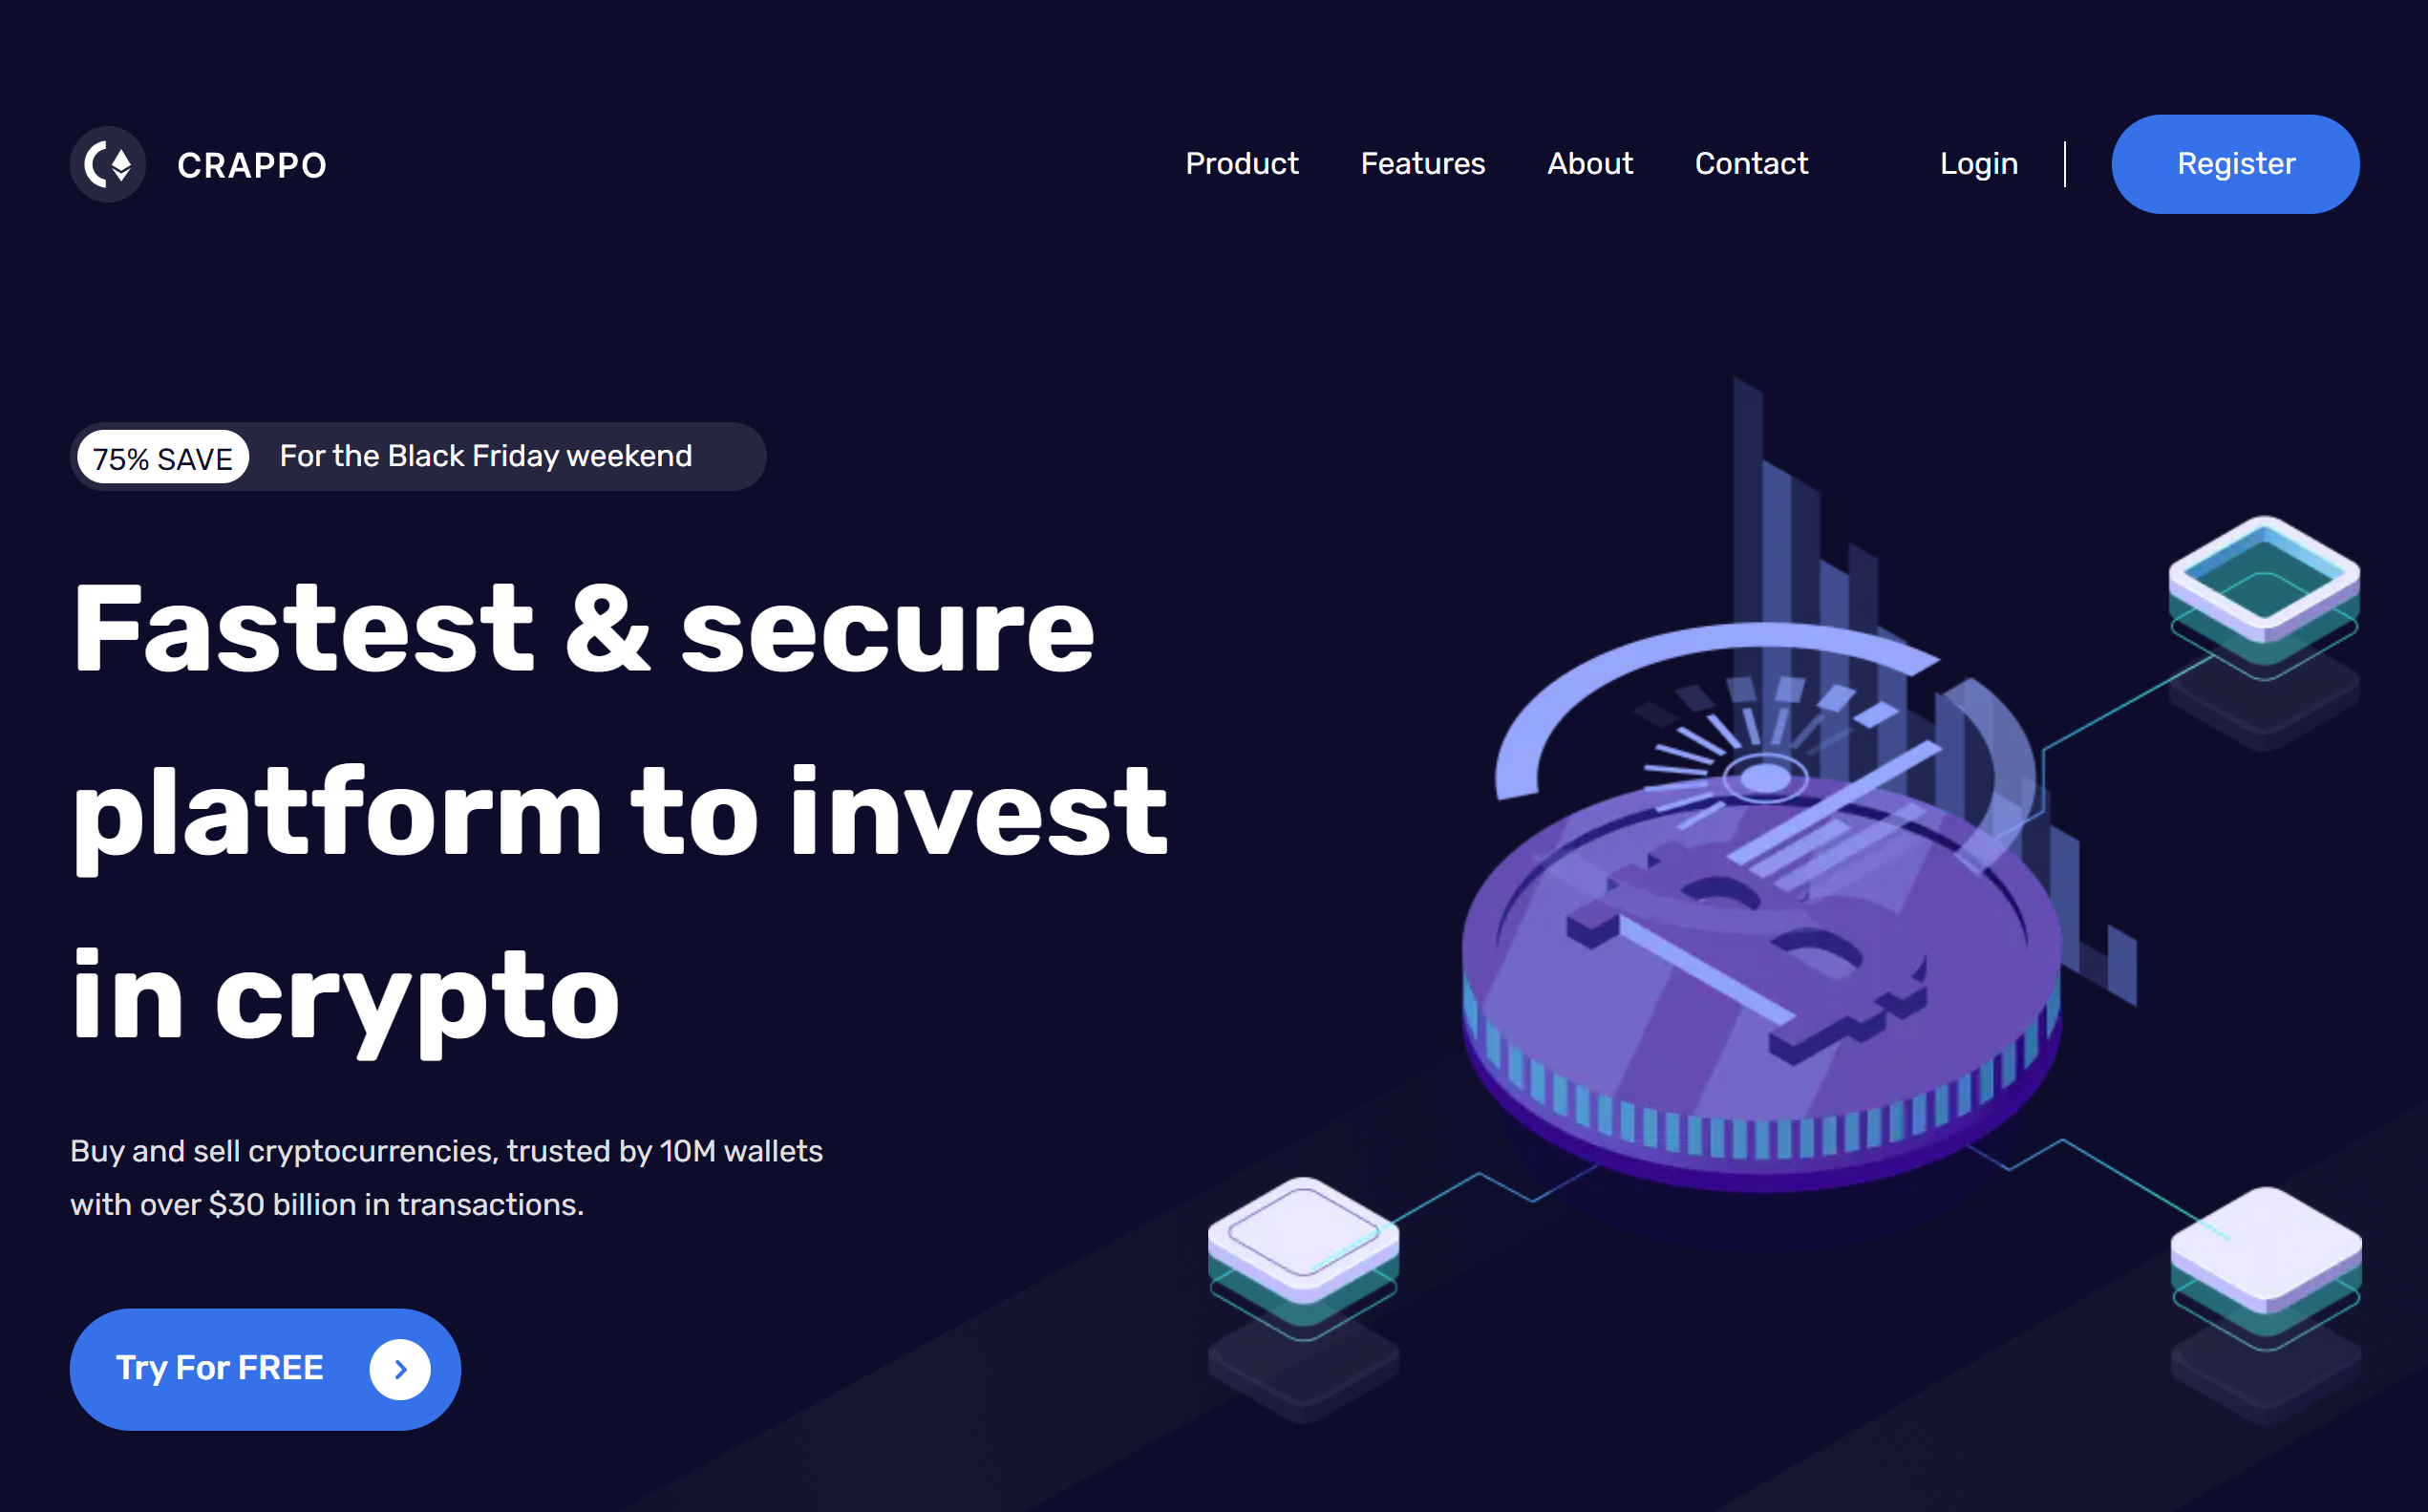 CRAPPO
Product Features About Contact Login Register
75% SAVE For the Black Friday weekend
Fastest & secure
platform to invest
in crypto
Buy and sell cryptocurrencies, trusted by 10M wallets
with over $30 billion in transactions.
Try For FREE